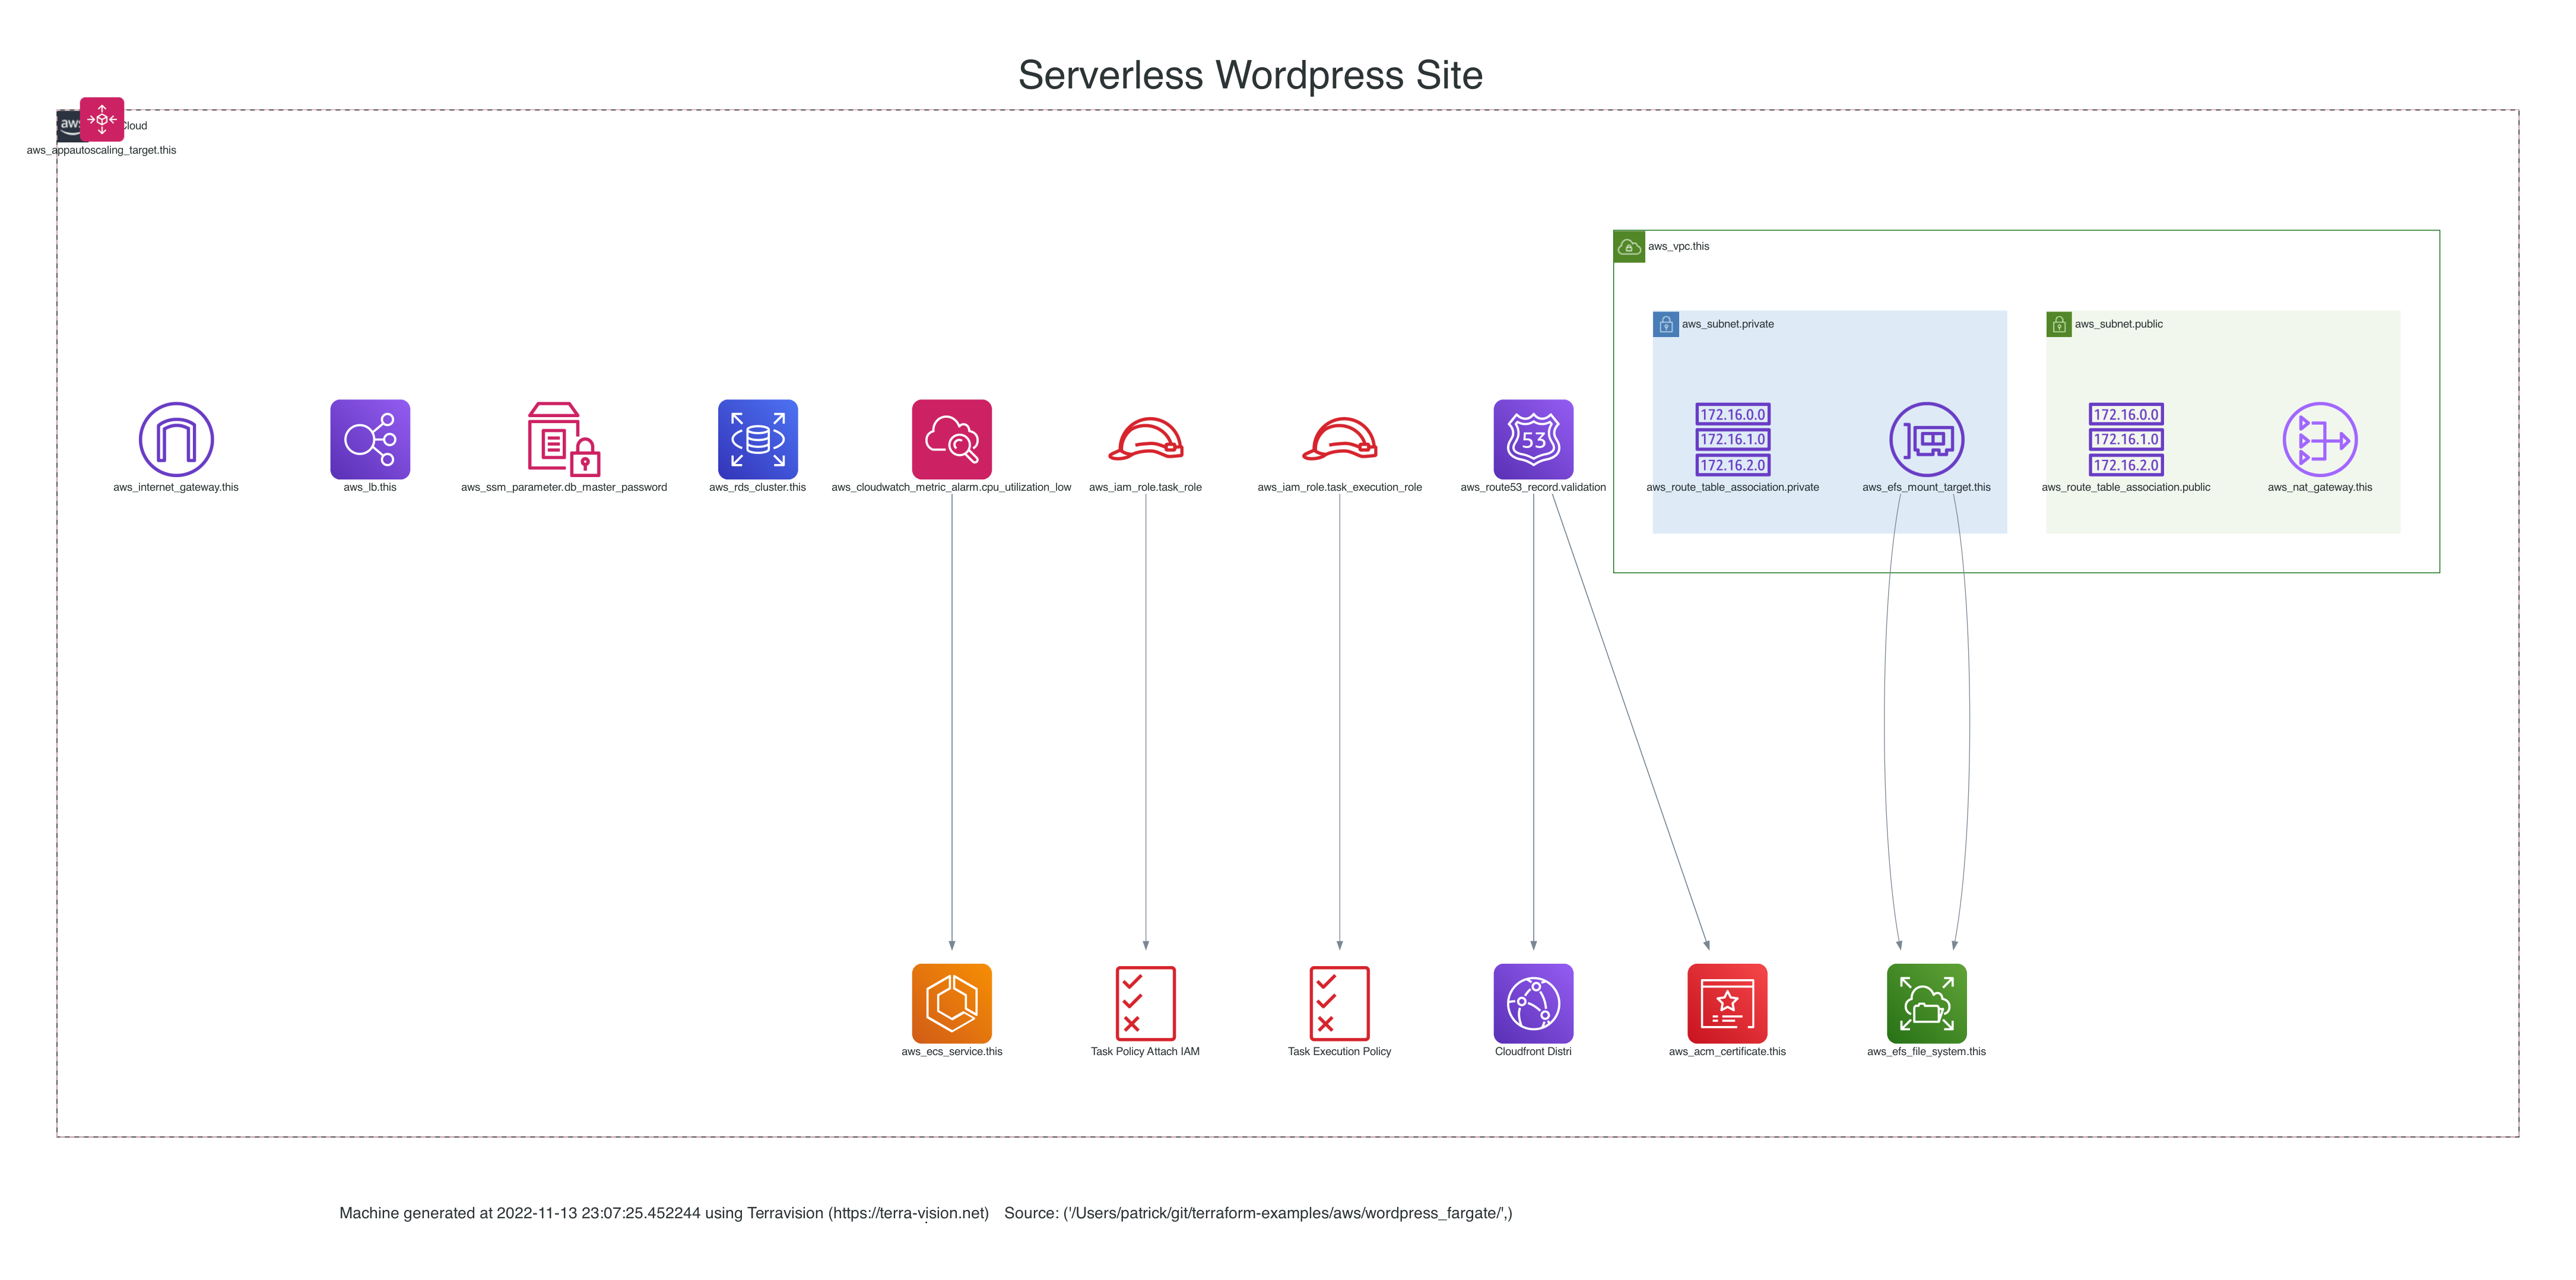 Serverless Wordpress Site
aws
Cloud
aws_appautoscaling_target.this
aws_vpc.this
aws_subnet.private
aws_subnet.public
aws_internet_gateway.this
aws_lb.this
aws_ssm_parameter.db_master_password
aws_rds_cluster.this
aws_cloudwatch_metric_alarm.cpu_utilization_low
aws_iam_role.task_role
aws_iam_role.task_execution_role
53
aws_route53_record.validation
172.16.0.0
172.16.1.0
172.16.2.0
aws_route_table_association.private
aws_efs_mount_target.this
172.16.0.0
172.16.1.0
172.16.2.0
aws_route_table_association.public
aws_nat_gateway.this
aws_ecs_service.this
Task Policy Attach IAM
Task Execution Policy
Cloudfront Distri
aws_acm_certificate.this
aws_efs_file_system.this
Machine generated at 2022-11-13 23:07:25.452244 using Terravision (https://terra-vision.net) Source: ('/Users/patrick/git/terraform-examples/aws/wordpress_fargate/',)